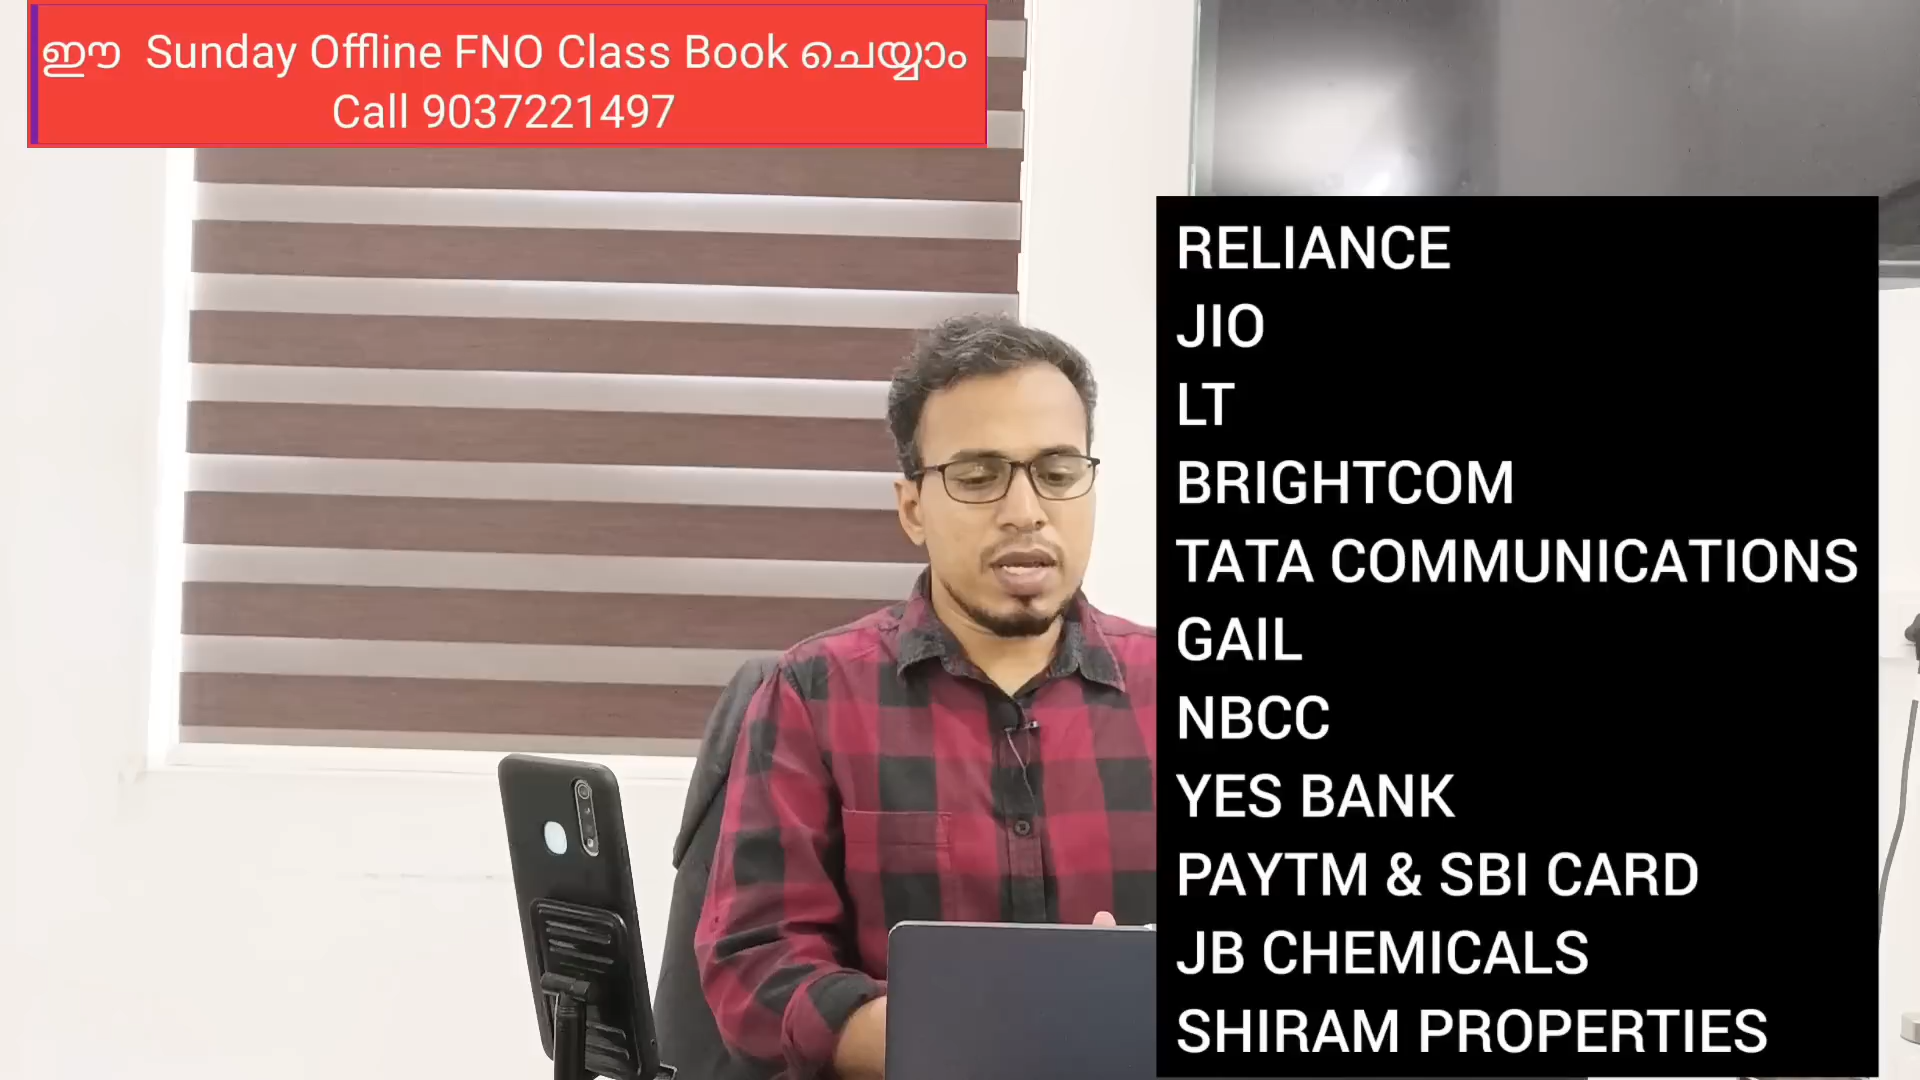 ഈ Sunday Offline FNO Class Book ചെയ്യാം
Call 9037221497
RELIANCE
JIO
LT
BRIGHTCOM
TATA COMMUNICATIONS
GAIL
NBCC
YES BANK
PAYTM & SBI CARD
JB CHEMICALS
SHIRAM PROPERTIES